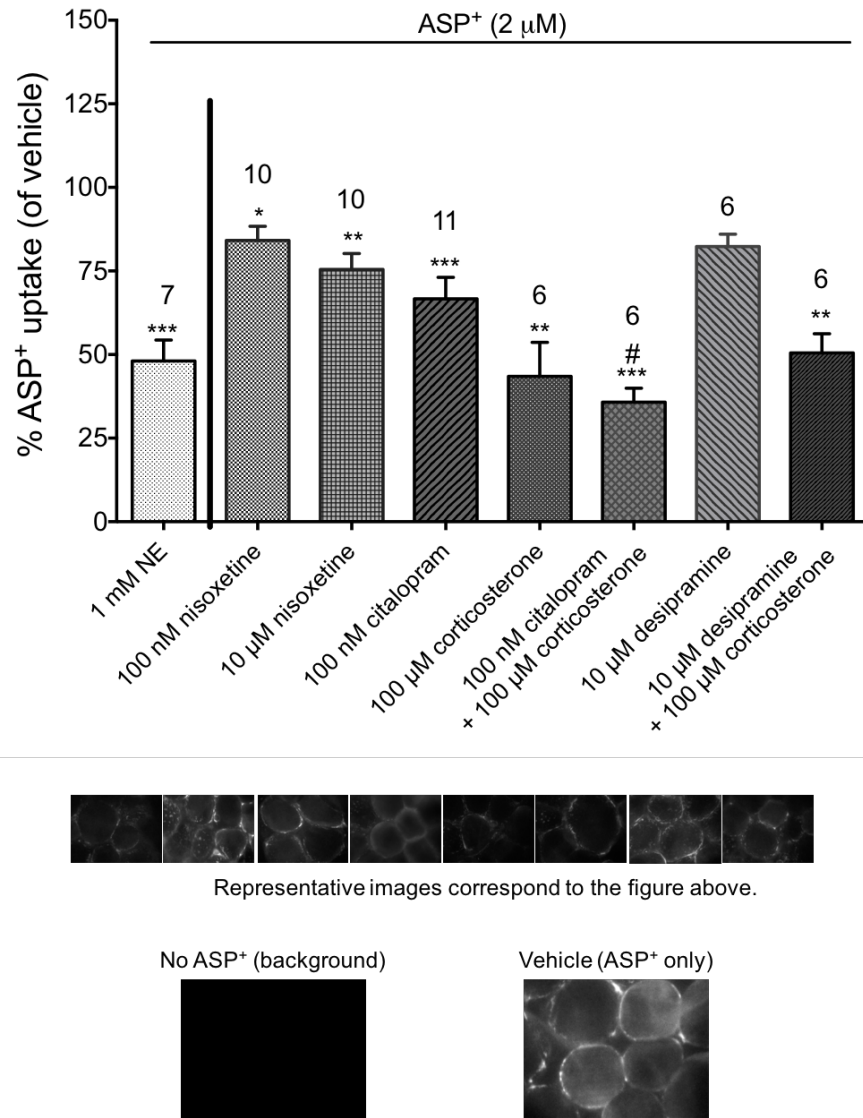 ASP⁺ (2 μM)
% ASP⁺ uptake (of vehicle)
150
125
100
75
50
25
0
7
***
10
*
10
**
11
***
6
**
6
#
***
6
6
**
1 mM NE
100 nM nisoxetine
10 μM nisoxetine
100 nM citalopram
100 μM corticosterone
100 nM citalopram
+ 100 μM corticosterone
10 μM desipramine
10 μM desipramine
+ 100 μM corticosterone
Representative images correspond to the figure above.
No ASP⁺ (background)
Vehicle (ASP⁺ only)